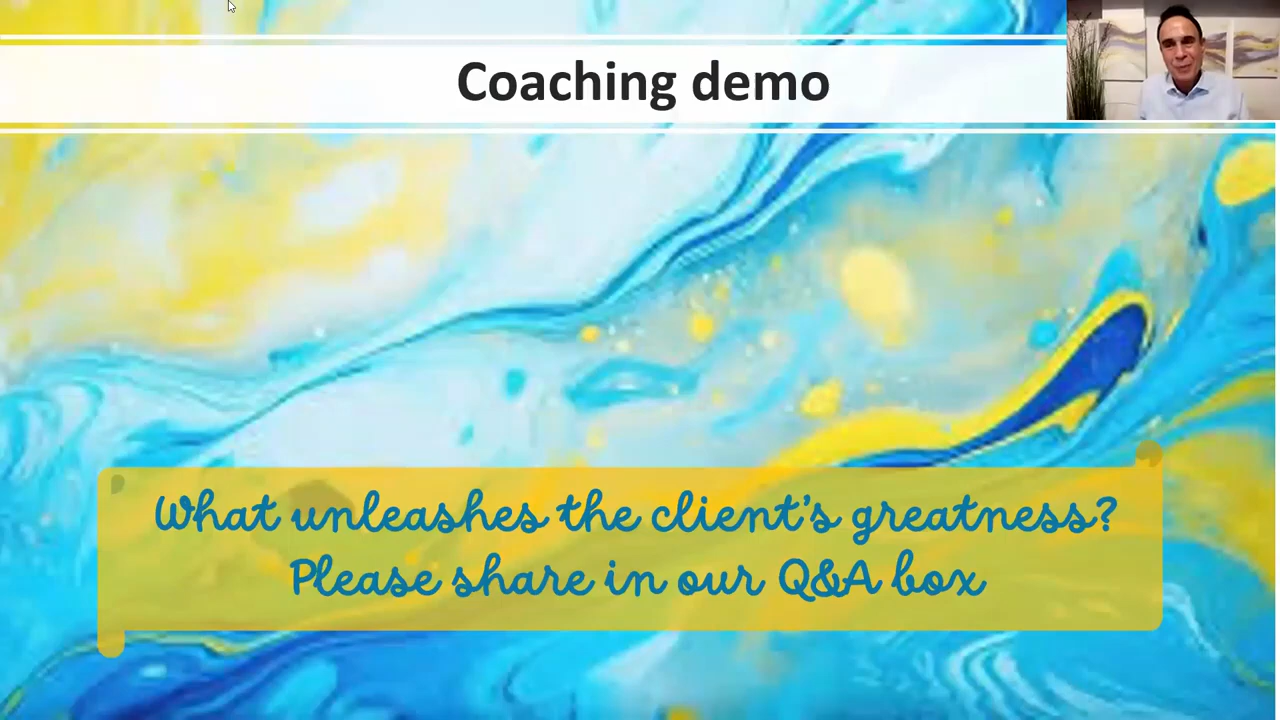 Coaching demo
What unleashes the client's greatness?
Please share in our Q&A box